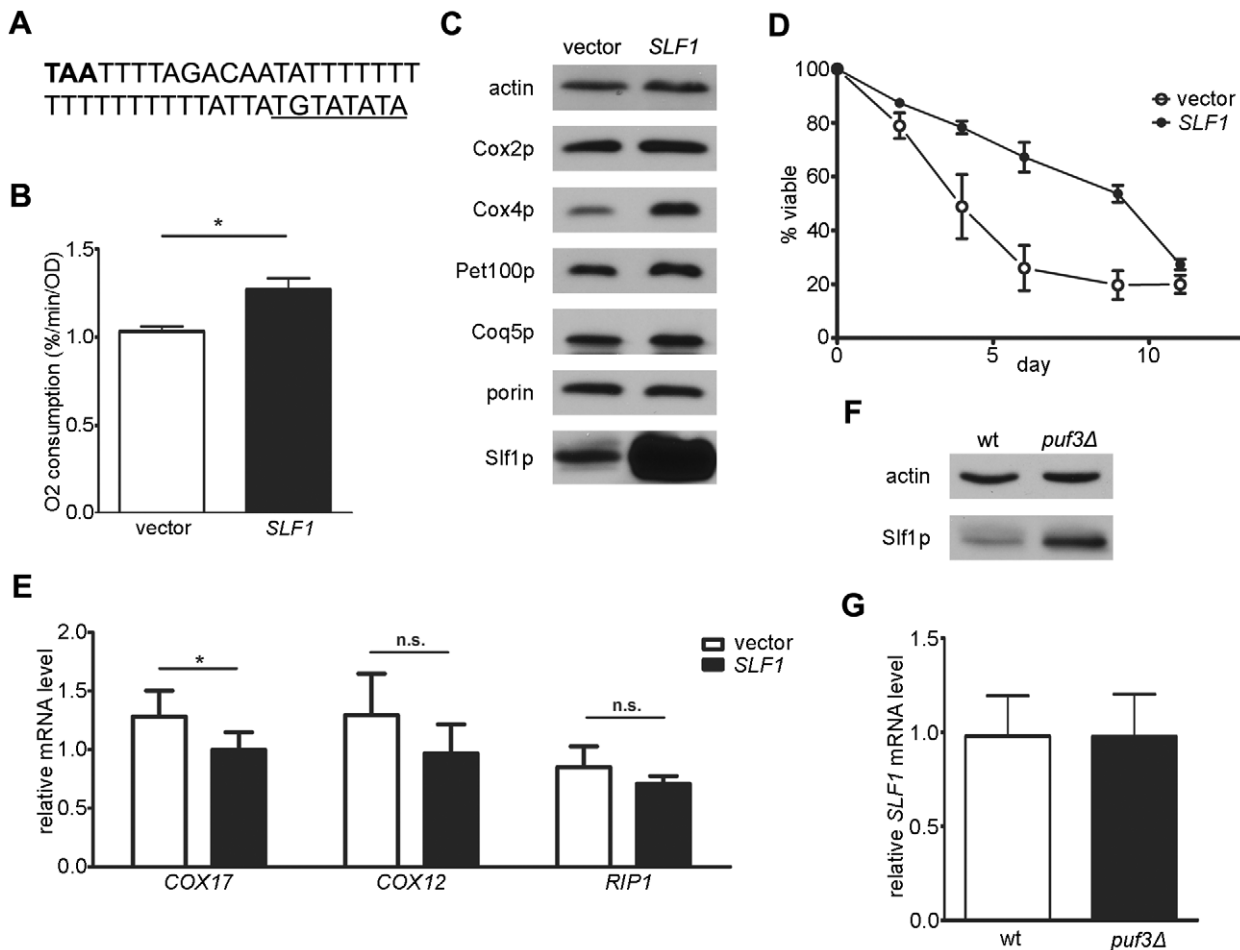 A
TAATTTTAGACAATATTTTTTT
TTTTTTTTTTTATTATGTATATA
B
O2 consumption (%/min/OD)
1.5
1.0
0.5
0.0
*
vector
SLF1
C
vector
SLF1
actin
Cox2p
Cox4p
Pet100p
Coq5p
porin
Slf1p
D
% viable
100
80
60
40
20
0
0
5
10
day
vector
SLF1
E
relative mRNA level
2.0
1.5
1.0
0.5
0.0
*
n.s.
n.s.
vector
SLF1
COX17
COX12
RIP1
F
wt
puf3Δ
actin
Slf1p
G
relative SLF1 mRNA level
1.5
1.0
0.5
0.0
wt
puf3Δ